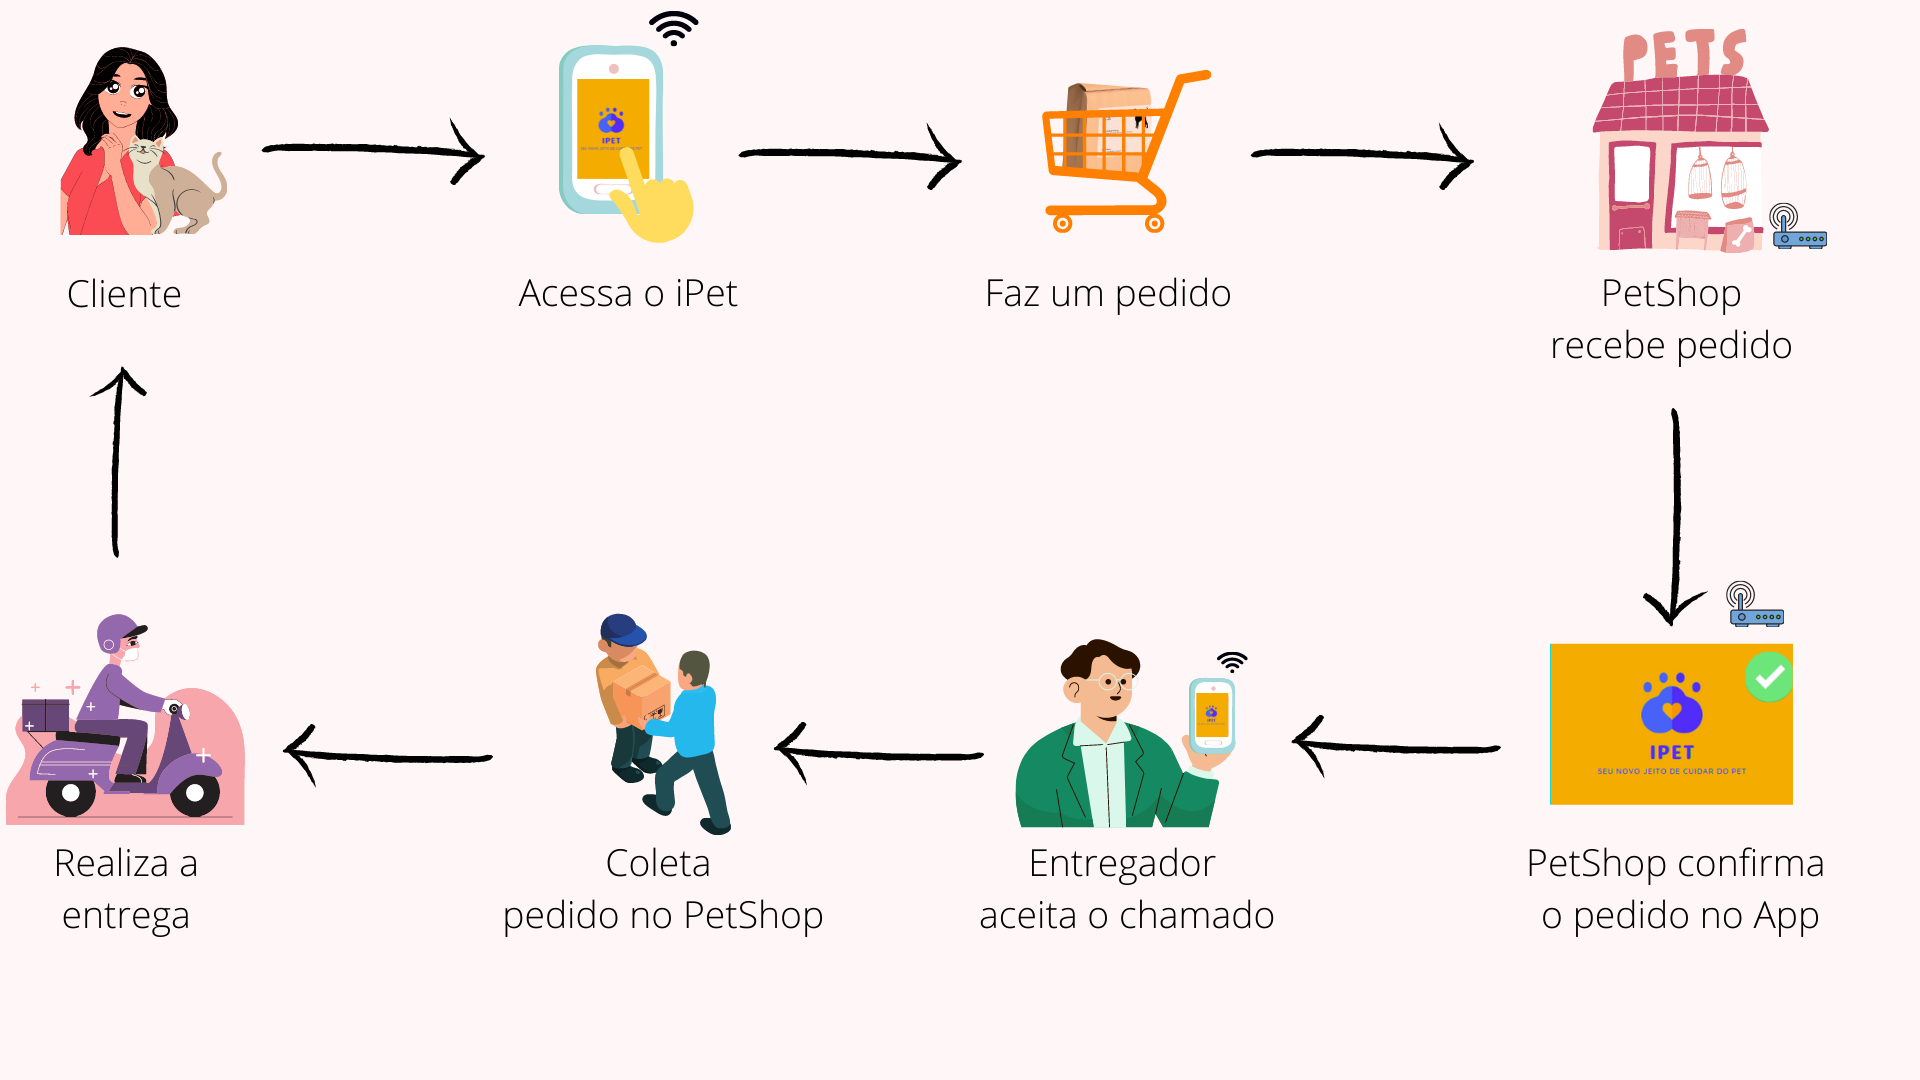 PETS
IPET
Cliente
Acessa o iPet
Faz um pedido
PetShop
recebe pedido
IPET
SEU NOVO JEITO DE CUIDAR DO PET
Realiza a
entrega
Coleta
pedido no PetShop
Entregador
aceita o chamado
PetShop confirma
o pedido no App